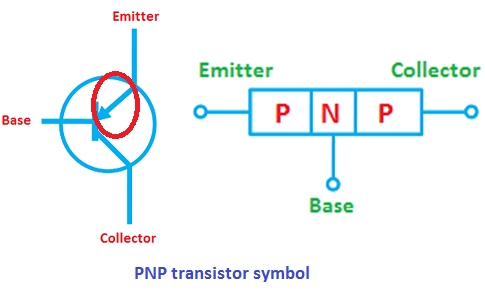 Emitter
Base
Collector
Emitter
Collector
P N P
Base
PNP transistor symbol